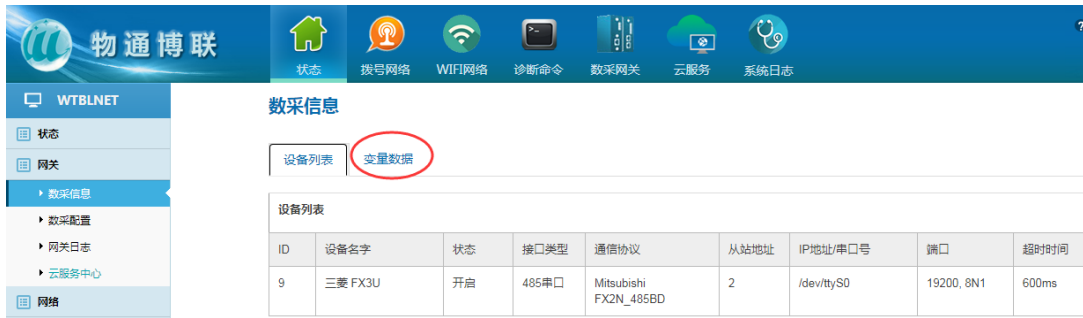 物通博联
状态 拨号网络 WIFI网络 诊断命令 数采网关 云服务 系统日志
?
WTBLNET
状态
网关
数采信息
数采配置
网关日志
云服务中心
网络
数采信息
设备列表 变量数据
设备列表
ID 设备名字 状态 接口类型 通信协议 从站地址 IP地址/串口号 端口 超时时间
9 三菱 FX3U 开启 485串口 Mitsubishi 2 /dev/ttyS0 19200, 8N1 600ms
FX2N_485BD